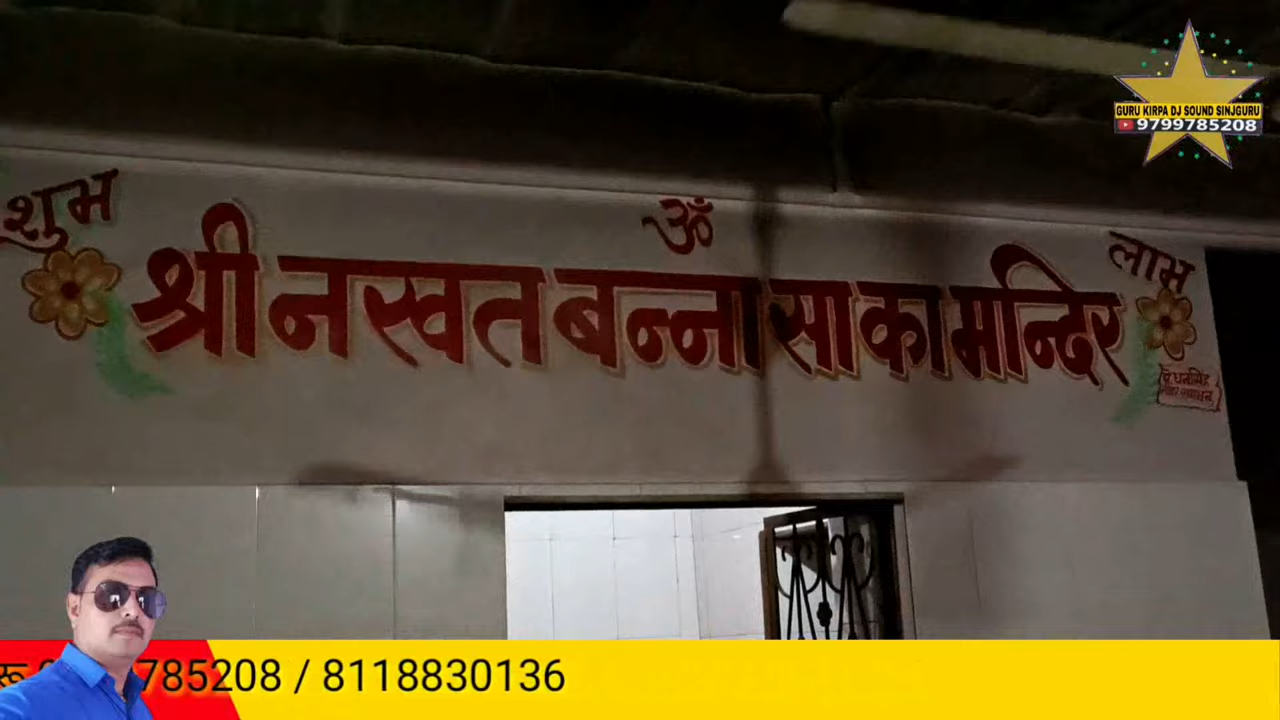 GURU KIRPA DJ SOUND SINJGURU
9799785208
शुभ
ॐ
लाभ
श्री नखत बन्ना सा का मन्दिर
785208 / 8118830136